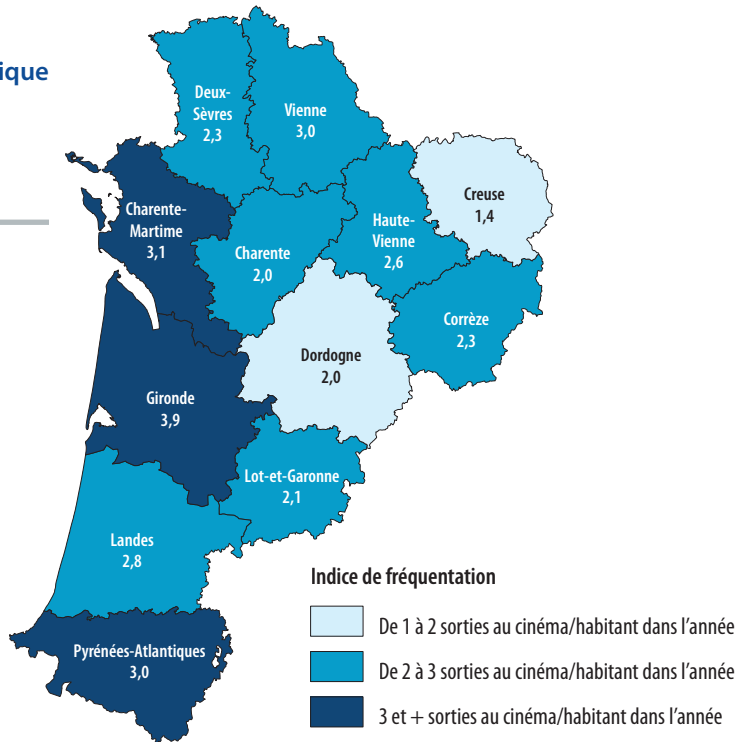 ique
Deux-
Sèvres
2,3
Vienne
3,0
Creuse
1,4
Charente-
Martime
3,1
Haute-
Vienne
2,6
Charente
2,0
Corrèze
2,3
Dordogne
2,0
Gironde
3,9
Lot-et-Garonne
2,1
Landes
2,8
Pyrénées-Atlantiques
3,0
Indice de fréquentation
De 1 à 2 sorties au cinéma/habitant dans l’année
De 2 à 3 sorties au cinéma/habitant dans l’année
3 et + sorties au cinéma/habitant dans l’année